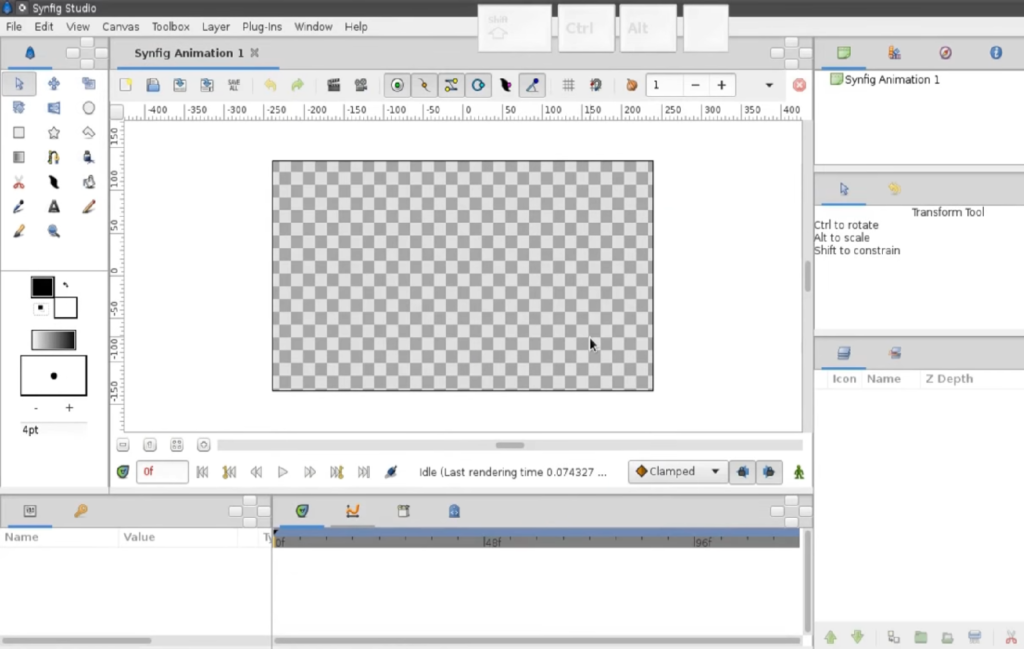 Synfig Studio
File Edit View Canvas Toolbox Layer Plug-Ins Window Help
Shift Ctrl Alt
Synfig Animation 1
SAVE ALL
1 − +
-400 -350 -300 -250 -200 -150 -100 -50 0 50 100 150 200 250 300 350 400
150
100
50
0
-50
-100
-150
- +
4pt
0f Idle (Last rendering time 0.074327 ... Clamped
Name Value Ty
0f 48f 96f
Synfig Animation 1
Transform Tool
Ctrl to rotate
Alt to scale
Shift to constrain
Icon Name Z Depth